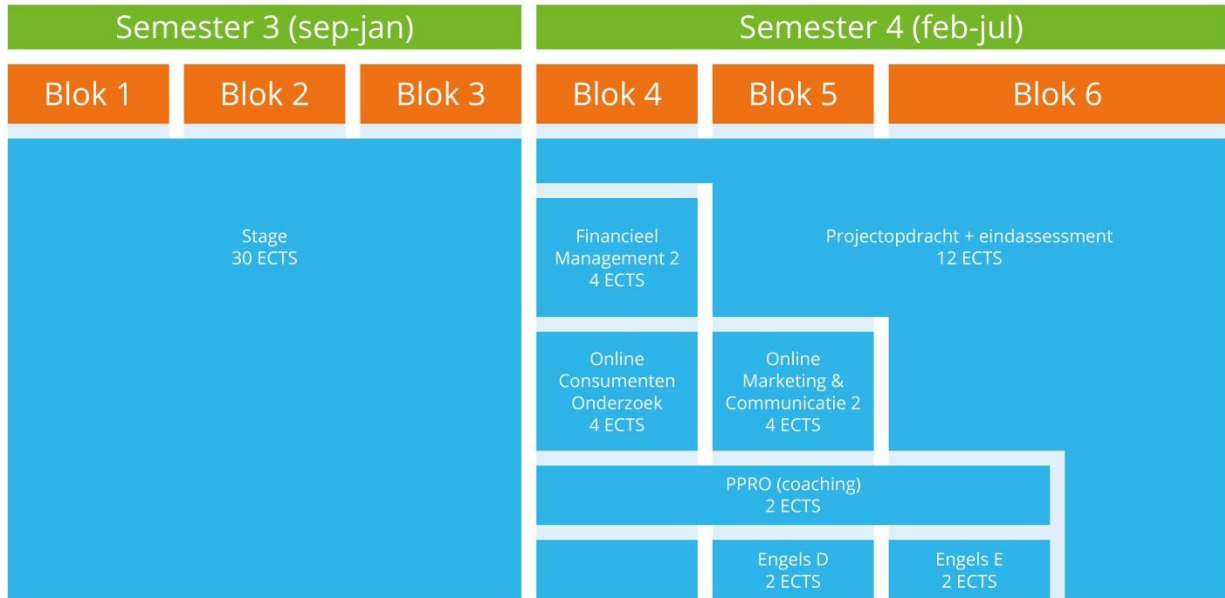 Semester 3 (sep-jan)
Semester 4 (feb-jul)
Blok 1
Blok 2
Blok 3
Blok 4
Blok 5
Blok 6
Stage
30 ECTS
Financieel
Management 2
4 ECTS
Projectopdracht + eindassessment
12 ECTS
Online
Consumenten
Onderzoek
4 ECTS
Online
Marketing &
Communicatie 2
4 ECTS
PPRO (coaching)
2 ECTS
Engels D
2 ECTS
Engels E
2 ECTS